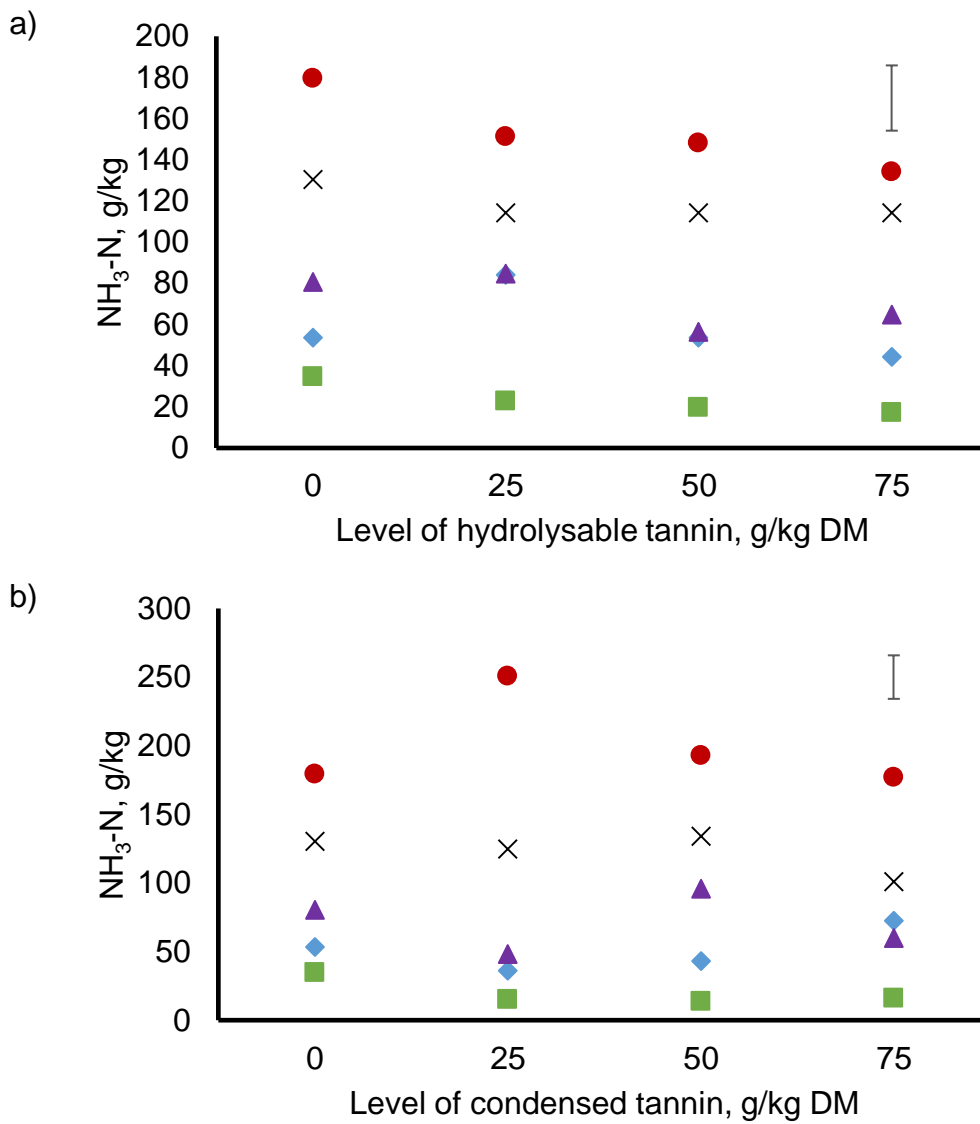 a)
NH₃-N, g/kg
200
180
160
140
120
100
80
60
40
20
0
0 25 50 75
Level of hydrolysable tannin, g/kg DM
b)
NH₃-N, g/kg
300
250
200
150
100
50
0
0 25 50 75
Level of condensed tannin, g/kg DM